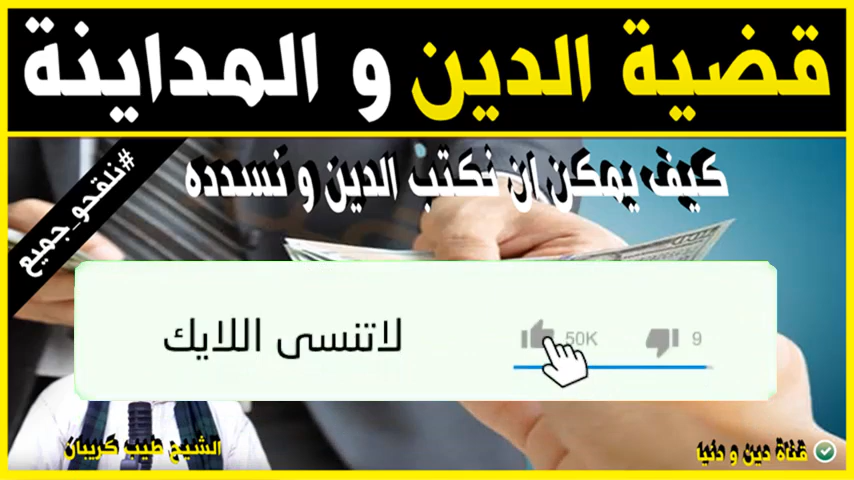 قضية الدين و المداينة
كيف يمكن ان نكتب الدين و نسدده
#نلقحو_جميع
لاتنسى اللايك
50K
9
الشيخ طيب كريبان
قناة دين و دنيا